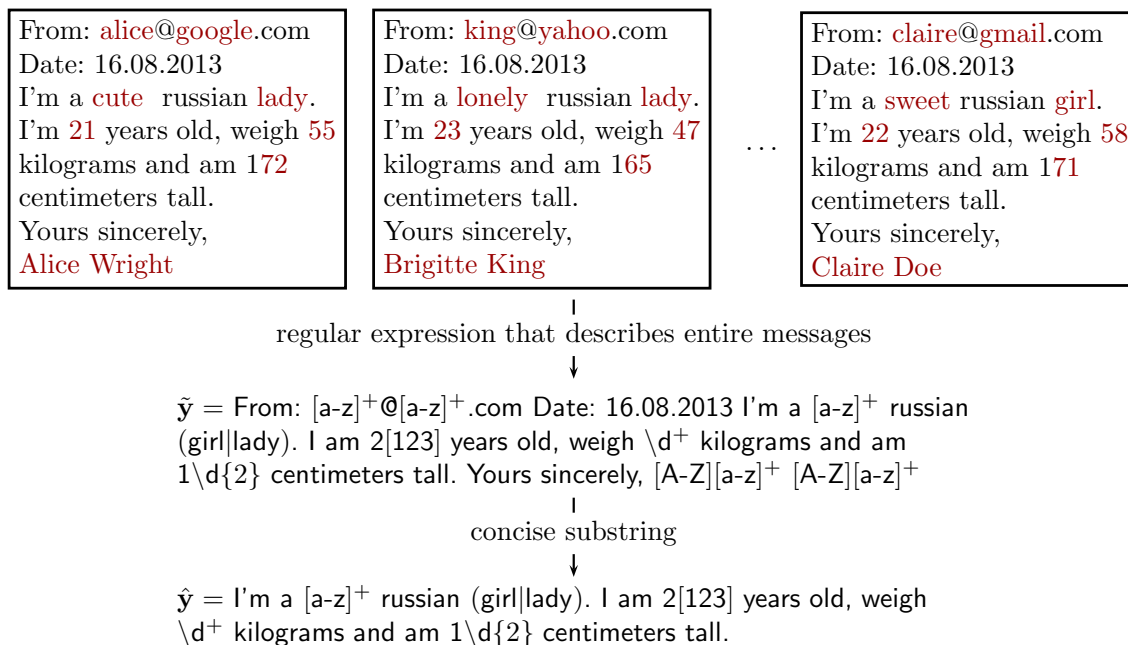 From: alice@google.com
Date: 16.08.2013
I'm a cute russian lady.
I'm 21 years old, weigh 55
kilograms and am 172
centimeters tall.
Yours sincerely,
Alice Wright
From: king@yahoo.com
Date: 16.08.2013
I'm a lonely russian lady.
I'm 23 years old, weigh 47
kilograms and am 165
centimeters tall.
Yours sincerely,
Brigitte King
...
From: claire@gmail.com
Date: 16.08.2013
I'm a sweet russian girl.
I'm 22 years old, weigh 58
kilograms and am 171
centimeters tall.
Yours sincerely,
Claire Doe
regular expression that describes entire messages
ỹ = From: [a-z]⁺@[a-z]⁺.com Date: 16.08.2013 I'm a [a-z]⁺ russian
(girl|lady). I am 2[123] years old, weigh \d⁺ kilograms and am
1\d{2} centimeters tall. Yours sincerely, [A-Z][a-z]⁺ [A-Z][a-z]⁺
concise substring
ŷ = I'm a [a-z]⁺ russian (girl|lady). I am 2[123] years old, weigh
\d⁺ kilograms and am 1\d{2} centimeters tall.